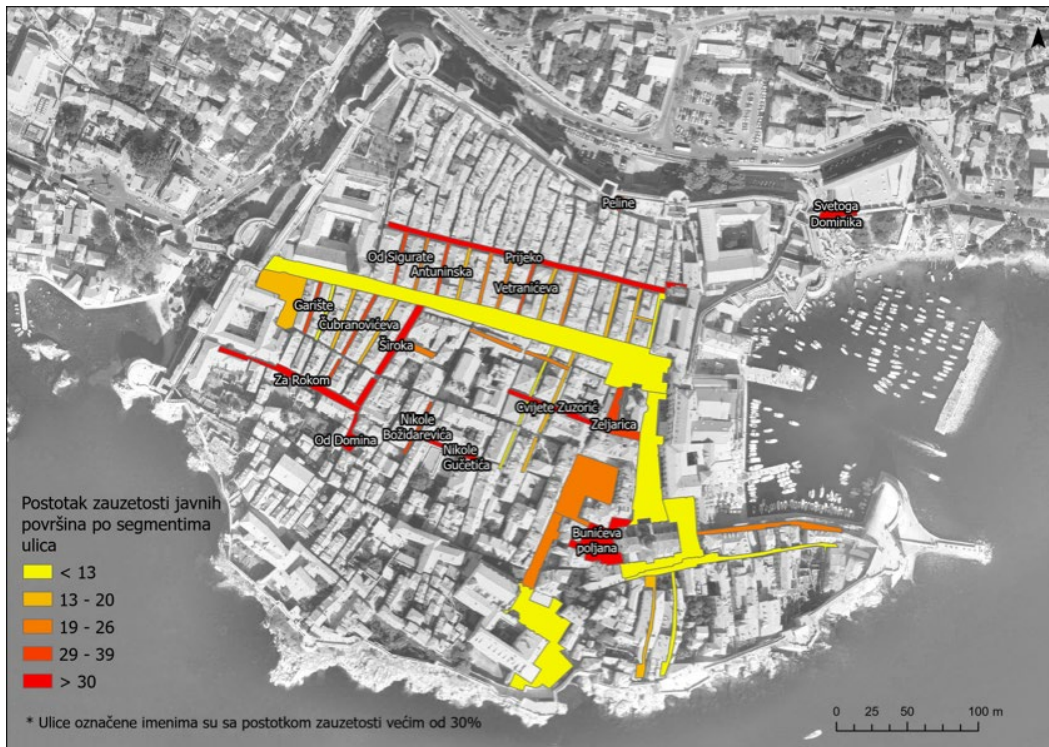 Peline
Svetoga
Dominika
Od Sigurate
Prijeko
Antuninska
Vetranićeva
Garište
Čubranovićeva
Široka
Za Rokom
Cvijete Zuzorić
Nikole
Božidarevića
Zeljarica
Od Domina
Nikole
Gučetića
Bunićeva
poljana
Postotak zauzetosti javnih
površina po segmentima
ulica
< 13
13 - 20
19 - 26
29 - 39
> 30
* Ulice označene imenima su sa postotkom zauzetosti većim od 30%
0 25 50 100 m